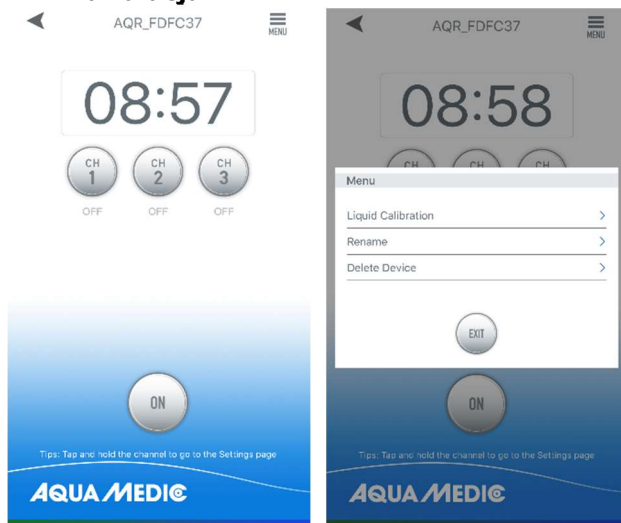 AQR_FDFC37
MENU
08:57
CH
1
CH
2
CH
3
OFF
OFF
OFF
ON
Tips: Tap and hold the channel to go to the Settings page
AQUA MEDIC
AQR_FDFC37
MENU
08:58
CH
CH
CH
Menu
Liquid Calibration
Rename
Delete Device
EXIT
ON
Tips: Tap and hold the channel to go to the Settings page
AQUA MEDIC